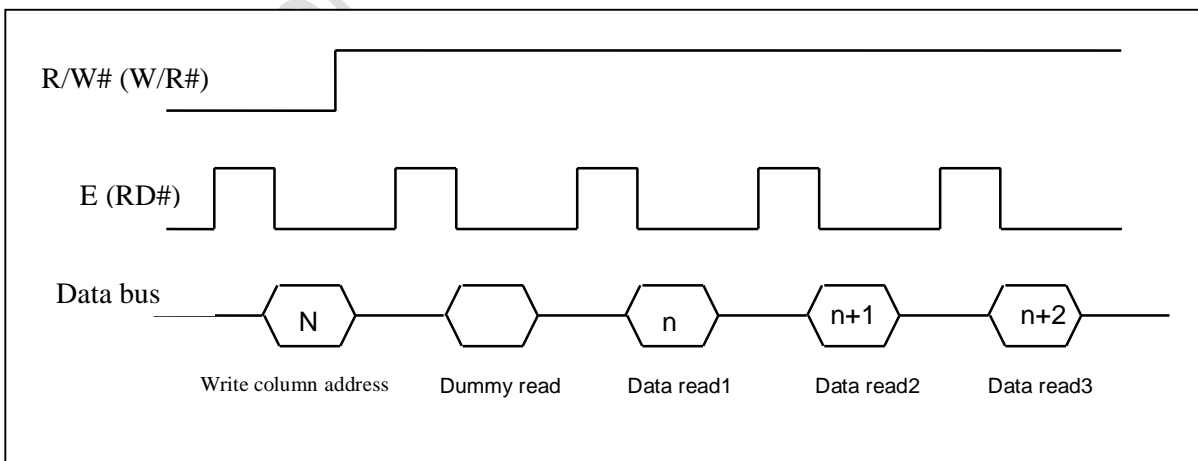 R/W# (W/R#)
E (RD#)
Data bus
N
n
n+1
n+2
Write column address
Dummy read
Data read1
Data read2
Data read3